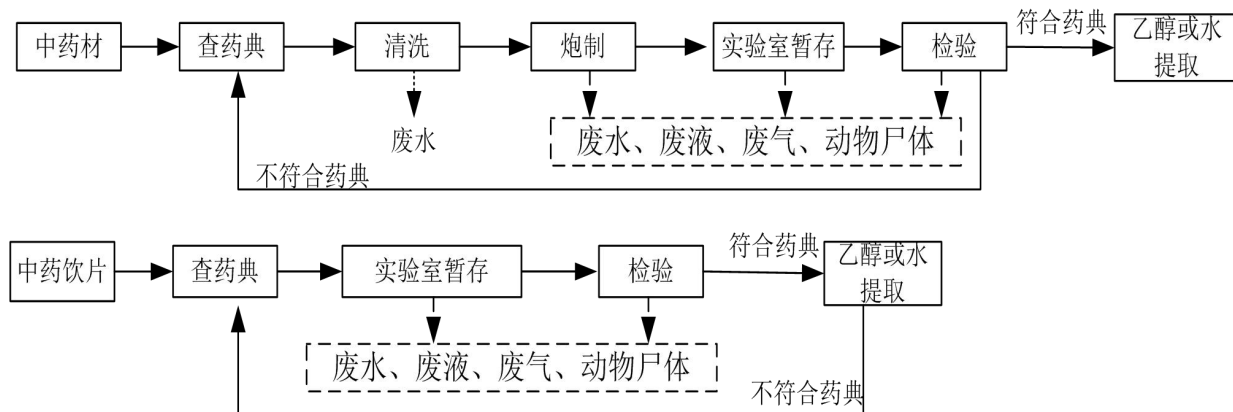 中药材
查药典
清洗
炮制
实验室暂存
检验
符合药典
乙醇或水
提取
废水
废水、废液、废气、动物尸体
不符合药典
中药饮片
查药典
实验室暂存
检验
符合药典
乙醇或水
提取
废水、废液、废气、动物尸体
不符合药典